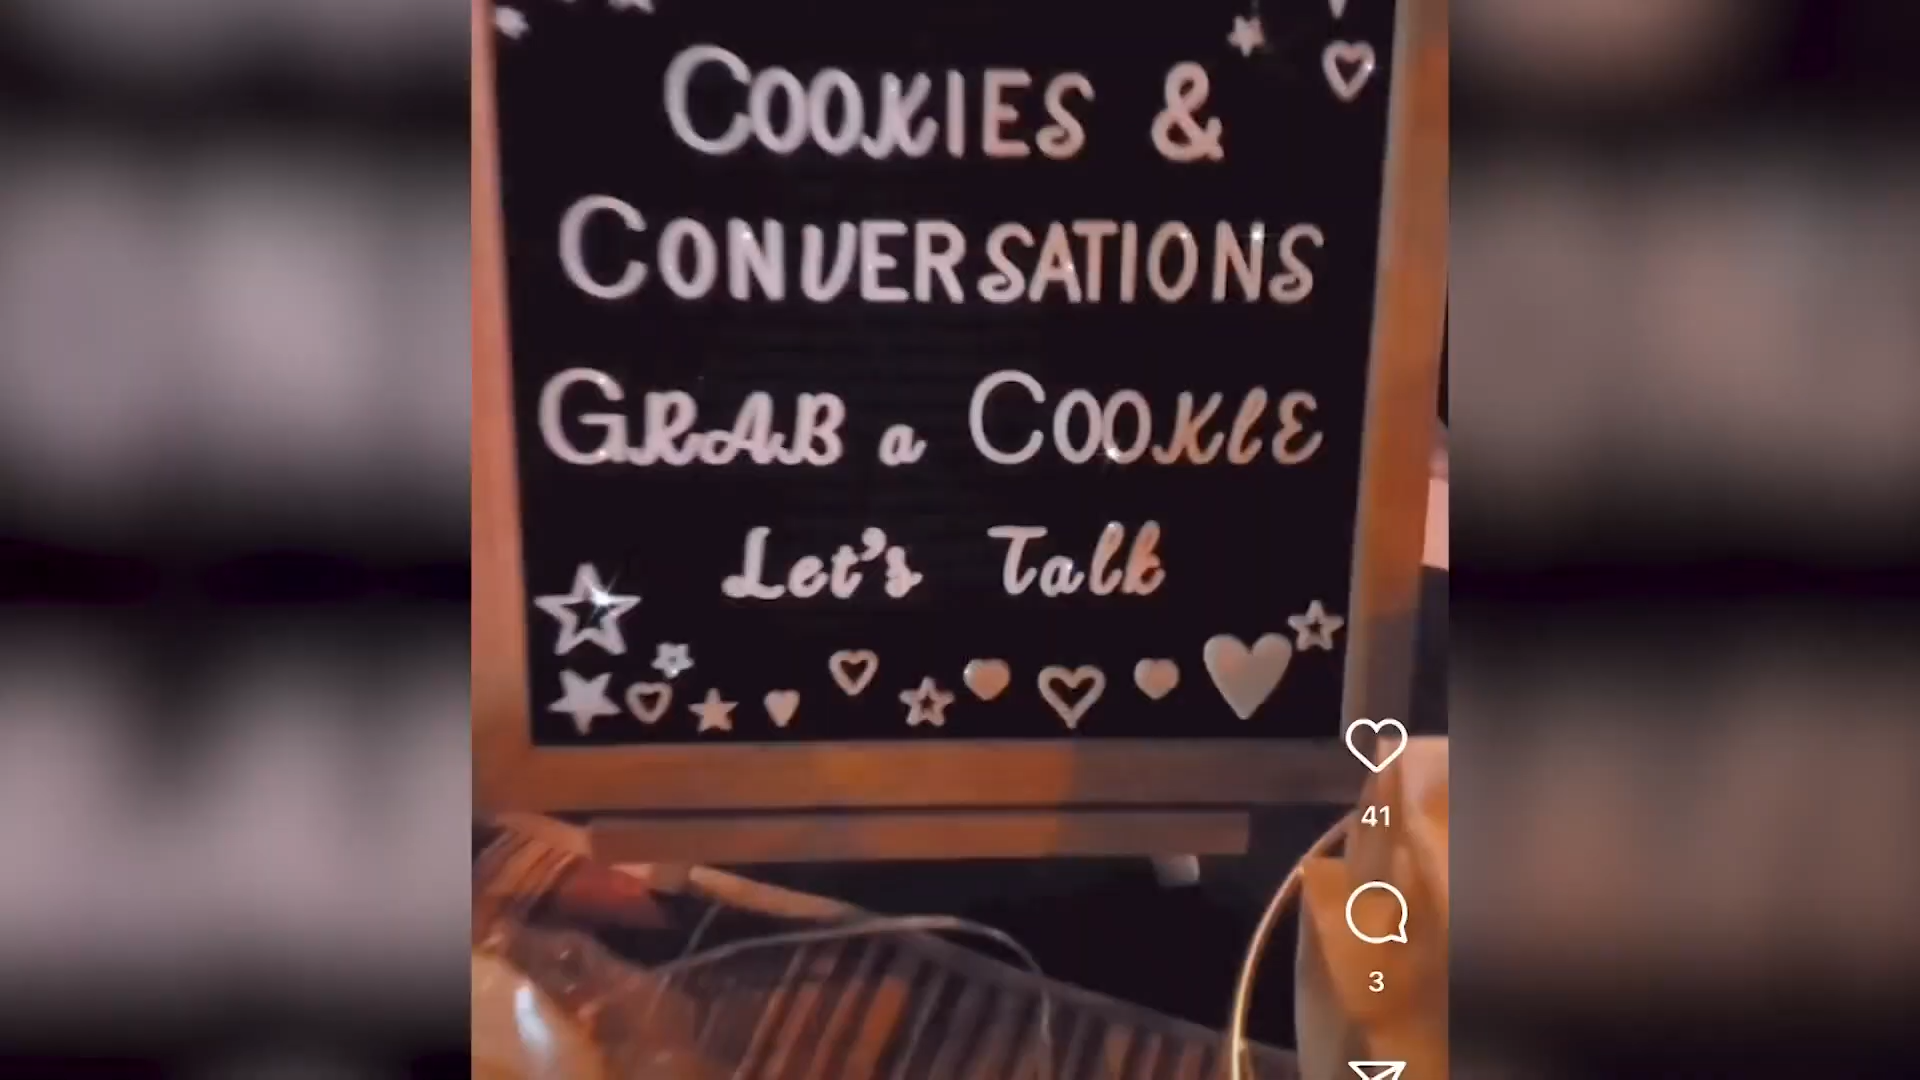 COOKIES &
CONVERSATIONS
GRAB a COOKIE
Let's Talk
41
3